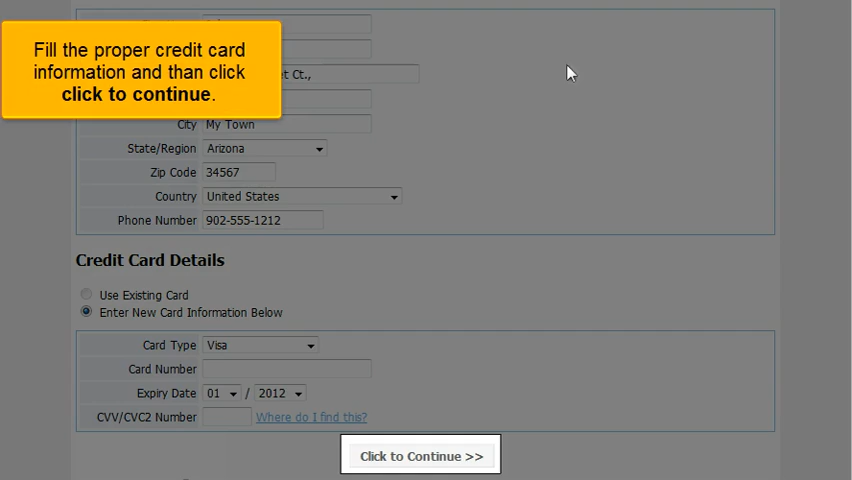 Fill the proper credit card
information and than click
click to continue.
et Ct.,
City My Town
State/Region Arizona
Zip Code 34567
Country United States
Phone Number 902-555-1212
Credit Card Details
Use Existing Card
Enter New Card Information Below
Card Type Visa
Card Number
Expiry Date 01 / 2012
CVV/CVC2 Number Where do I find this?
Click to Continue >>